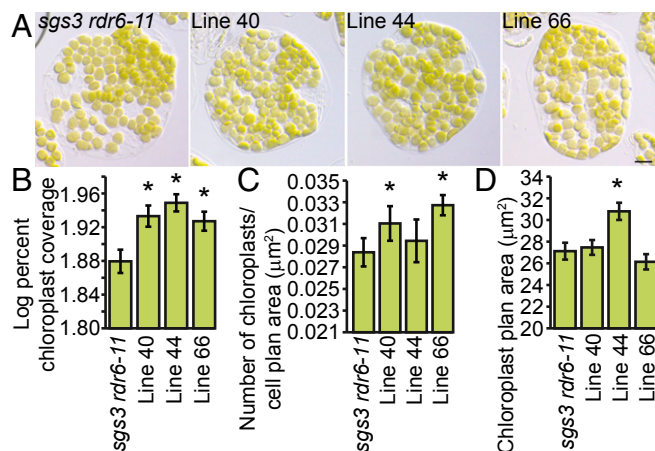 A sgs3 rdr6-11 Line 40 Line 44 Line 66
B
Log percent
chloroplast coverage
1.96
1.92
1.88
1.84
1.80
* * *
sgs3 rdr6-11
Line 40
Line 44
Line 66
C
Number of chloroplasts/
cell plan area (μm²)
0.035
0.033
0.031
0.029
0.027
0.025
0.023
0.021
* *
sgs3 rdr6-11
Line 40
Line 44
Line 66
D
Chloroplast plan area (μm²)
34
32
30
28
26
24
22
20
*
sgs3 rdr6-11
Line 40
Line 44
Line 66